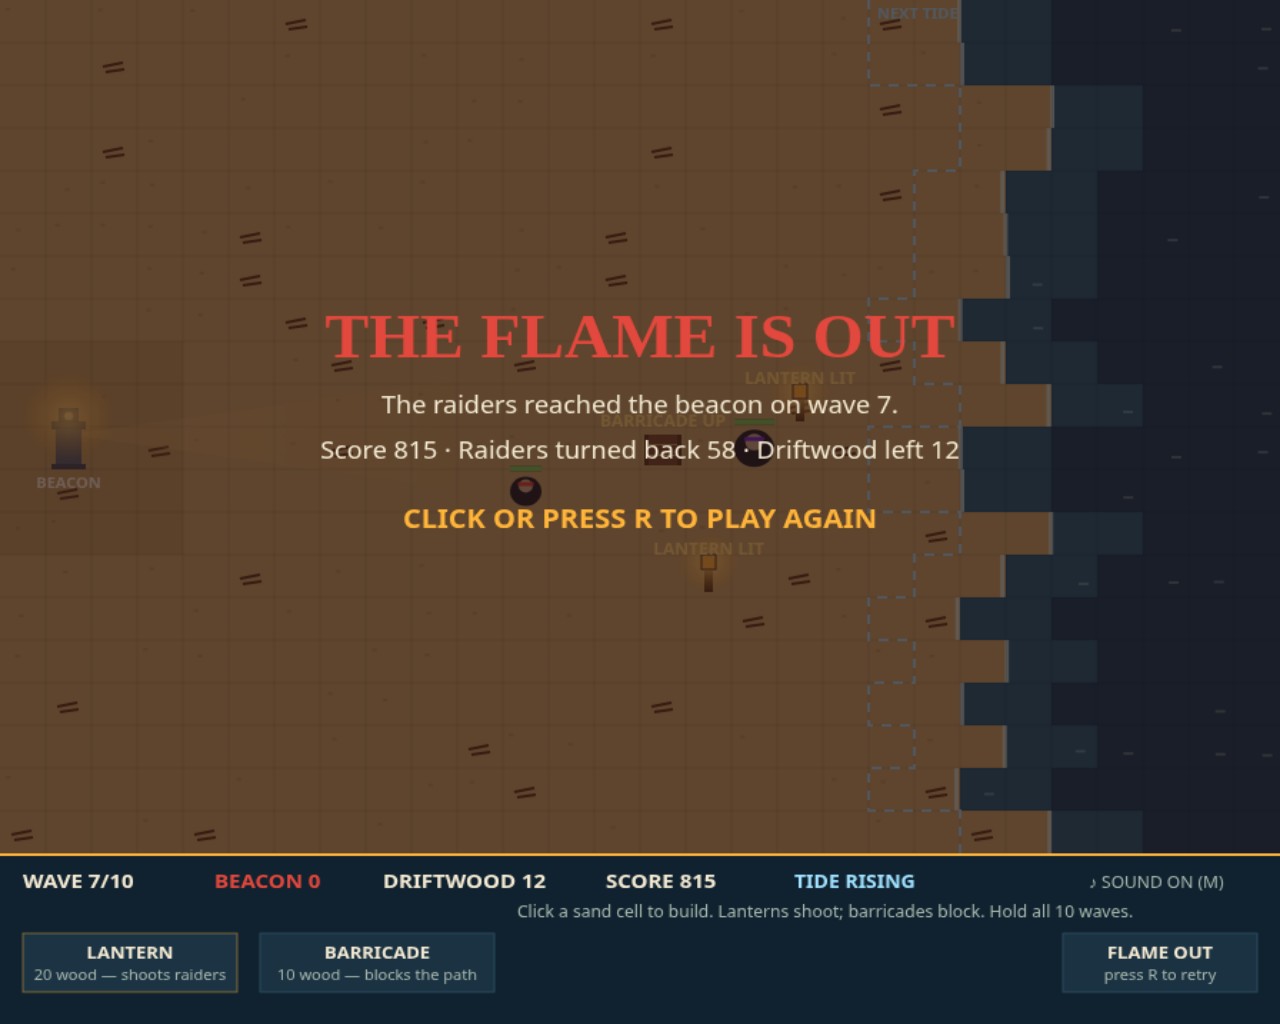 NEXT TIDE
THE FLAME IS OUT
LANTERN LIT
The raiders reached the beacon on wave 7.
BARRICADE UP
Score 815 · Raiders turned back 58 · Driftwood left 12
BEACON
CLICK OR PRESS R TO PLAY AGAIN
LANTERN LIT
WAVE 7/10
BEACON 0
DRIFTWOOD 12
SCORE 815
TIDE RISING
♪ SOUND ON (M)
Click a sand cell to build. Lanterns shoot; barricades block. Hold all 10 waves.
LANTERN
20 wood — shoots raiders
BARRICADE
10 wood — blocks the path
FLAME OUT
press R to retry